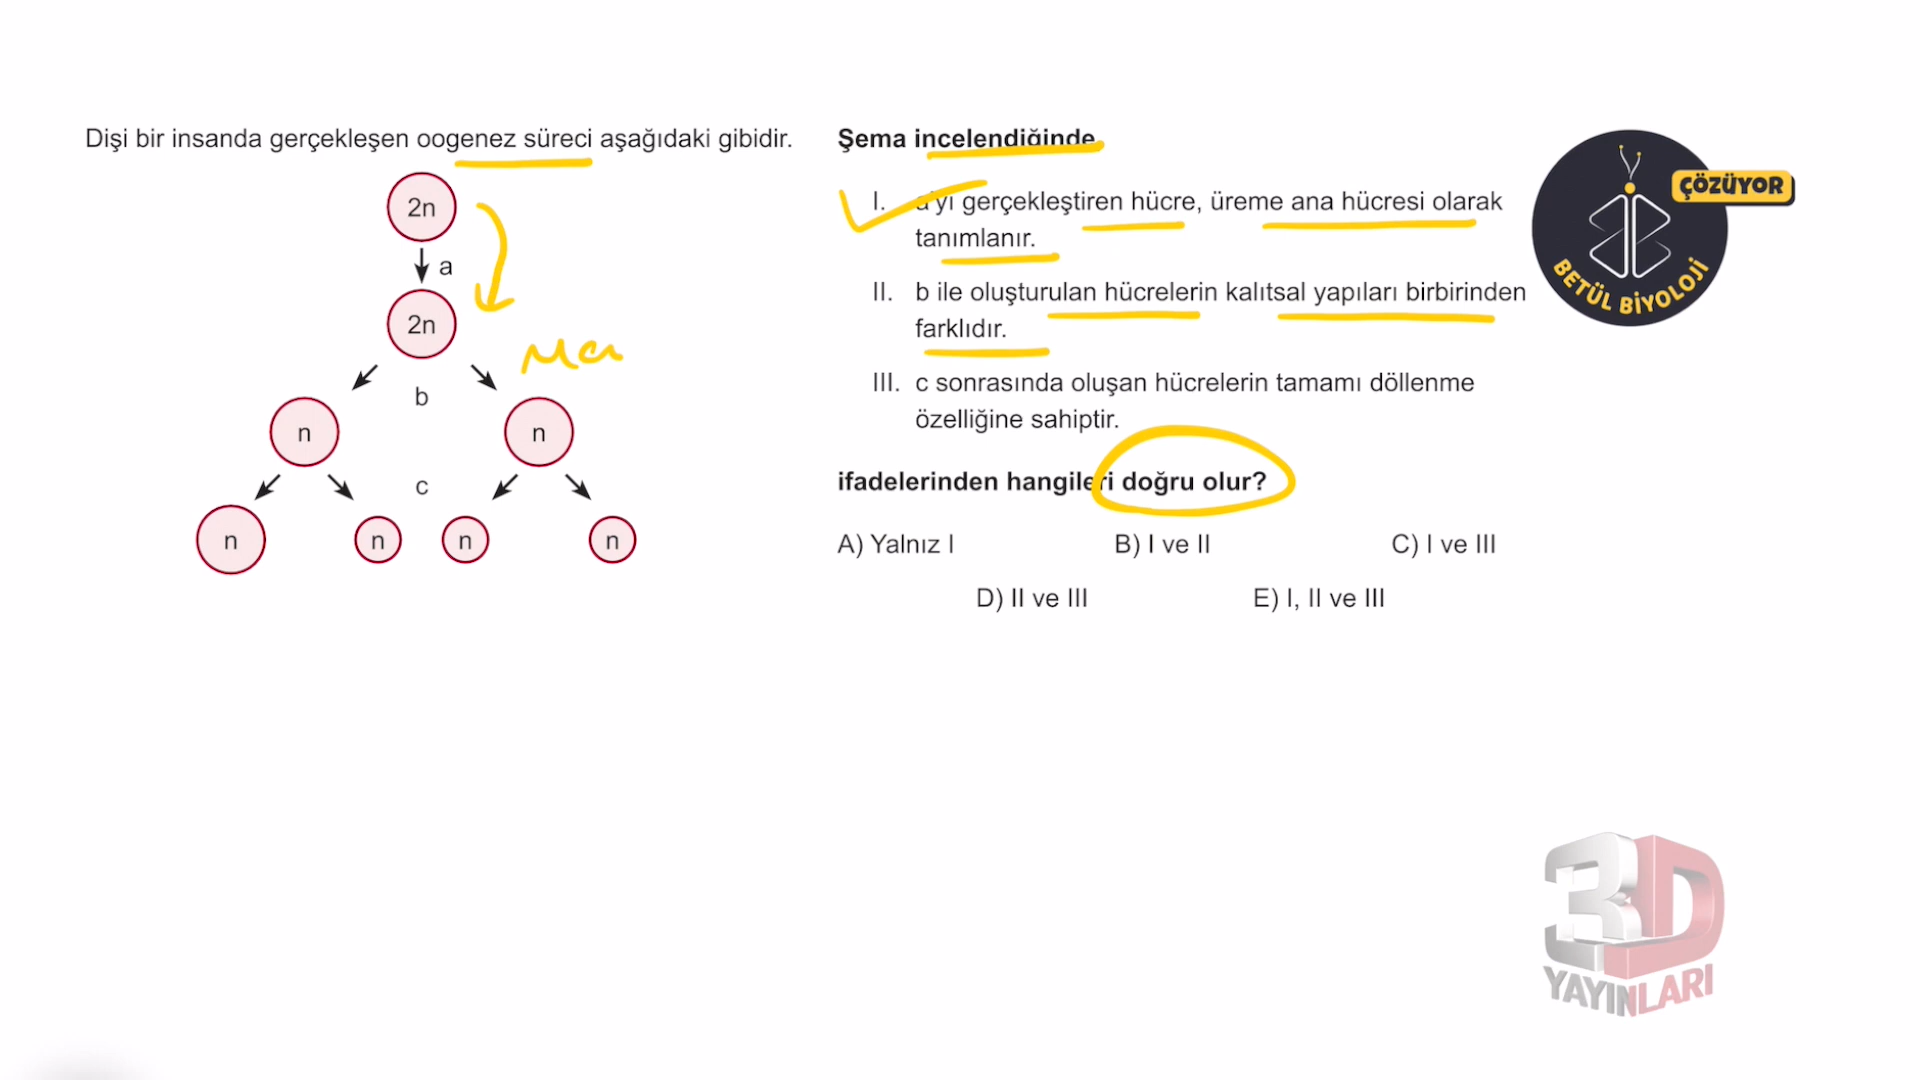 Dişi bir insanda gerçekleşen oogenez süreci aşağıdaki gibidir.
2n
a
2n
b
n
n
c
n
n
n
n
Şema incelendiğinde
I. a'yı gerçekleştiren hücre, üreme ana hücresi olarak
tanımlanır.
II. b ile oluşturulan hücrelerin kalıtsal yapıları birbirinden
farklıdır.
III. c sonrasında oluşan hücrelerin tamamı döllenme
özelliğine sahiptir.
ifadelerinden hangileri doğru olur?
A) Yalnız I
B) I ve II
C) I ve III
D) II ve III
E) I, II ve III
ÇÖZÜYOR
BETÜL BİYOLOJİ
3D
YAYINLARI